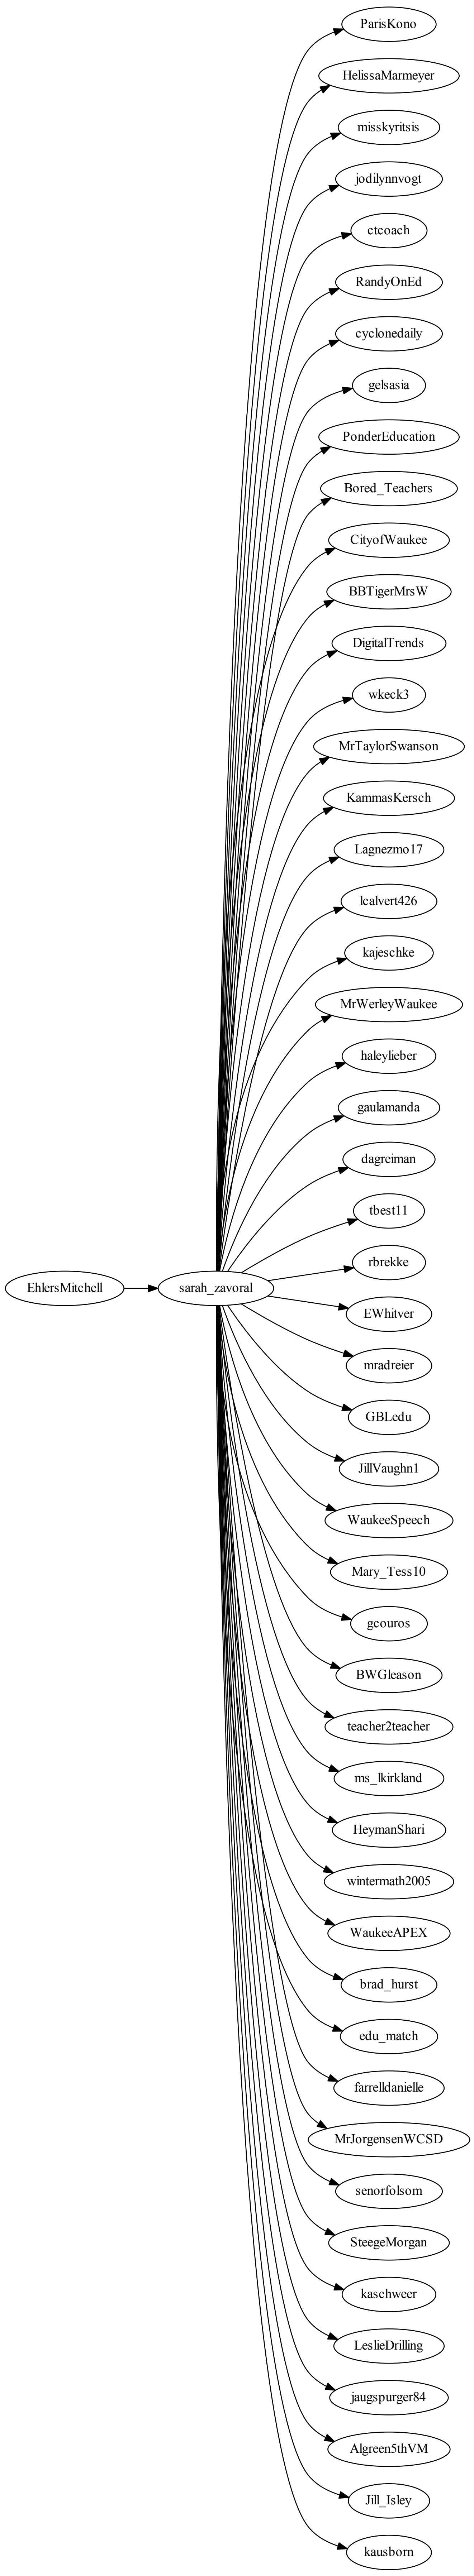 ParisKono
HelissaMarmeyer
misskyritsis
jodilynnvogt
ctcoach
RandyOnEd
cyclonedaily
gelsasia
PonderEducation
Bored_Teachers
CityofWaukee
BBTigerMrsW
DigitalTrends
wkeck3
MrTaylorSwanson
KammasKersch
Lagnezmo17
lcalvert426
kajeschke
MrWerleyWaukee
haleylieber
gaulamanda
dagreiman
tbest11
rbrekke
EhlersMitchell
sarah_zavoral
EWhitver
mradreier
GBLedu
JillVaughn1
WaukeeSpeech
Mary_Tess10
gcouros
BWGleason
teacher2teacher
ms_lkirkland
HeymanShari
wintermath2005
WaukeeAPEX
brad_hurst
edu_match
farrelldanielle
MrJorgensenWCSD
senorfolsom
SteegeMorgan
kaschweer
LeslieDrilling
jaugspurger84
Algreen5thVM
Jill_Isley
kausborn